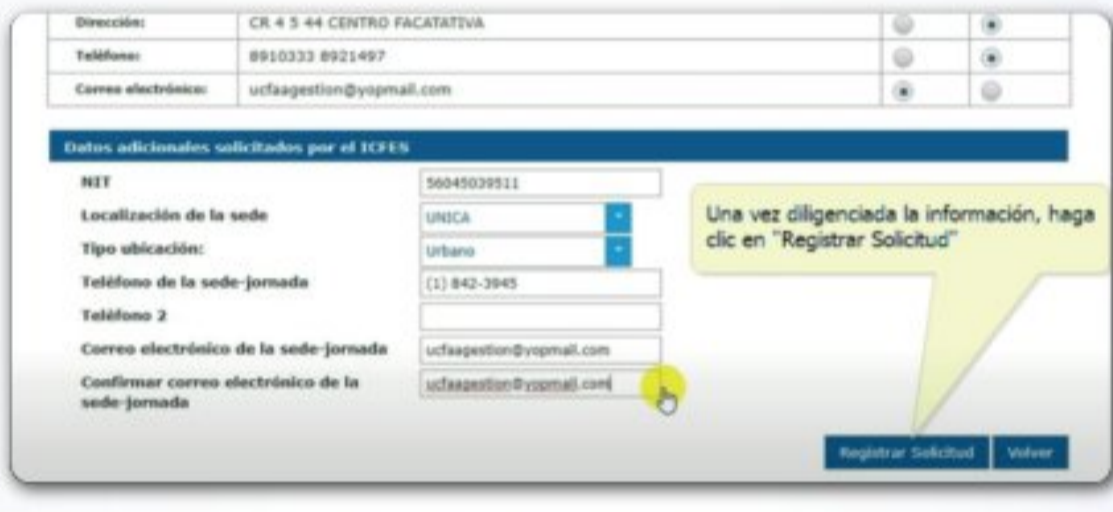 Dirección: CR 4 5 44 CENTRO FACATATIVA
Teléfono: 8910333 8921497
Correo electrónico: ucfaagestion@yopmail.com
Datos adicionales solicitados por el ICFES
NIT 56045039511
Localización de la sede UNICA
Tipo ubicación: Urbano
Teléfono de la sede-jornada (1) 842-3945
Teléfono 2
Correo electrónico de la sede-jornada ucfaagestion@yopmail.com
Confirmar correo electrónico de la
sede-jornada ucfaagestion@yopmail.com
Una vez diligenciada la información, haga
clic en "Registrar Solicitud"
Registrar Solicitud Volver